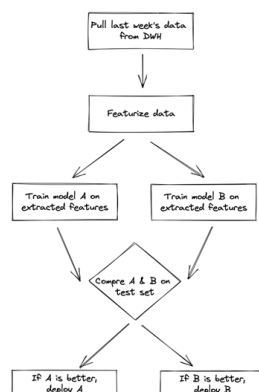 Pull last week's data
from DWH
Featurize data
Train model A on
extracted features
Train model B on
extracted features
Compre A & B on
test set
If A is better,
deploy A
If B is better,
deploy B